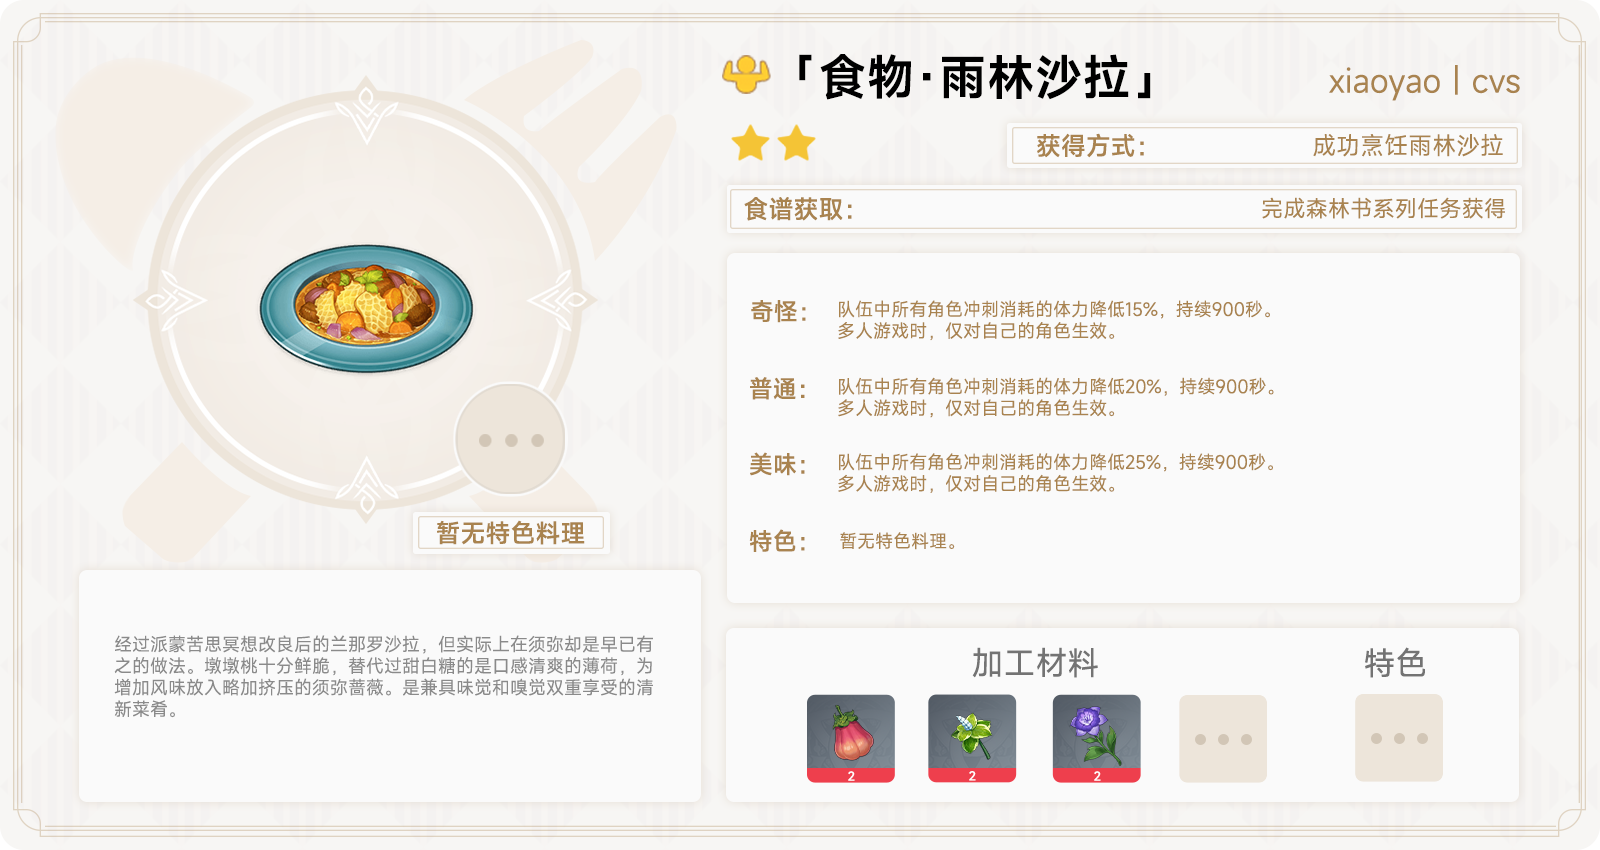 「食物·雨林沙拉」
xiaoyao | cvs
获得方式：
成功烹饪雨林沙拉
食谱获取：
完成森林书系列任务获得
奇怪：
队伍中所有角色冲刺消耗的体力降低15%，持续900秒。
多人游戏时，仅对自己的角色生效。
普通：
队伍中所有角色冲刺消耗的体力降低20%，持续900秒。
多人游戏时，仅对自己的角色生效。
美味：
队伍中所有角色冲刺消耗的体力降低25%，持续900秒。
多人游戏时，仅对自己的角色生效。
特色：
暂无特色料理。
暂无特色料理
经过派蒙苦思冥想改良后的兰那罗沙拉，但实际上在须弥却是早已有
之的做法。墩墩桃十分鲜脆，替代过甜白糖的是口感清爽的薄荷，为
增加风味放入略加挤压的须弥蔷薇。是兼具味觉和嗅觉双重享受的清
新菜肴。
加工材料
特色
2
2
2